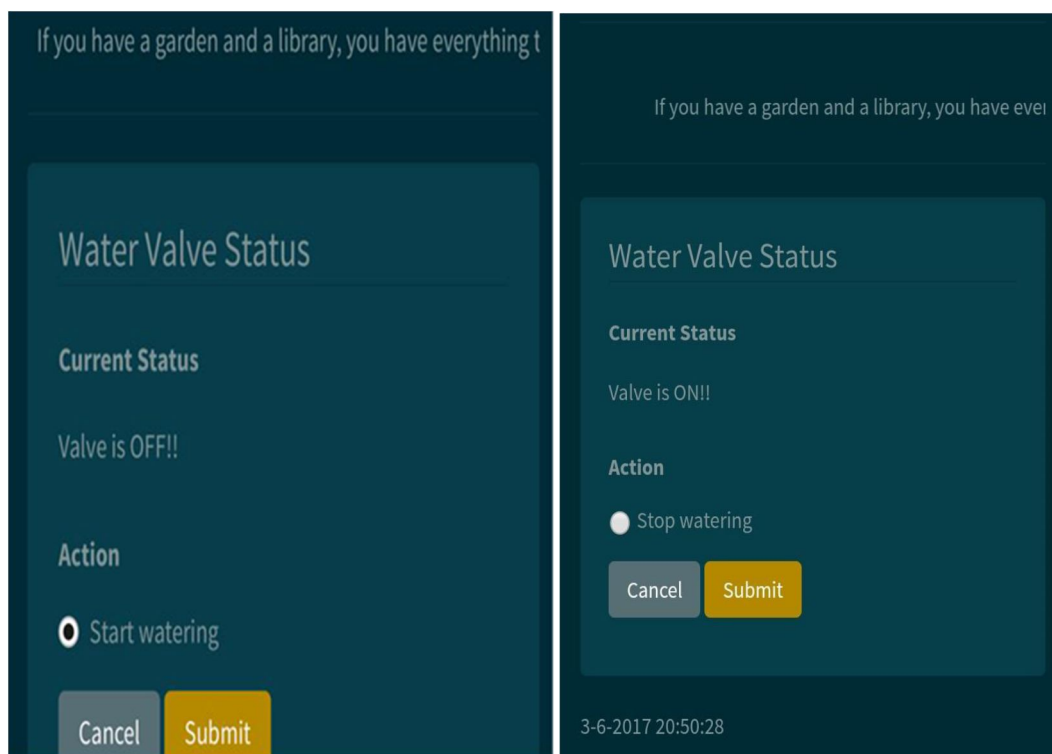 If you have a garden and a library, you have everything t
Water Valve Status
Current Status
Valve is OFF!!
Action
Start watering
Cancel Submit
If you have a garden and a library, you have ever
Water Valve Status
Current Status
Valve is ON!!
Action
Stop watering
Cancel Submit
3-6-2017 20:50:28